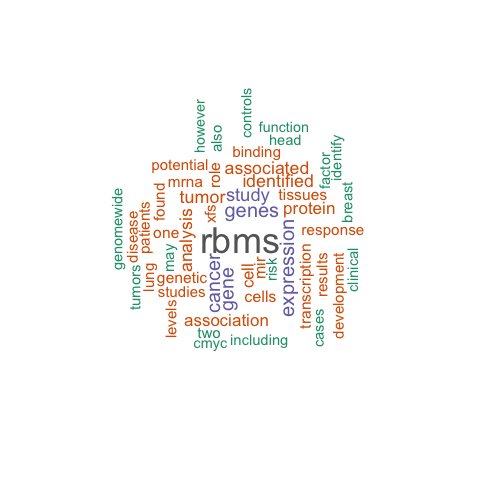 however
also
controls
function
head
binding
potential
associated
factor
identify
mrna
role
identified
tumor
study
tissues
breast
genomewide
disease
patients
found
xfs
genes
protein
one
analysis
rbms
response
may
cancer
gene
cell
mir
risk
expression
transcription
results
development
clinical
tumors
lung
genetic
studies
cells
levels
association
two
cmyc
including
cases